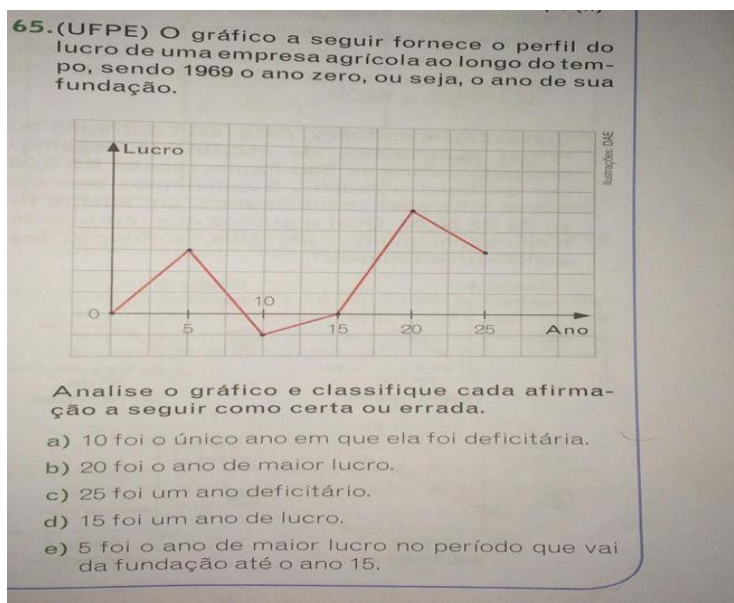 65.(UFPE) O gráfico a seguir fornece o perfil do
lucro de uma empresa agrícola ao longo do tem-
po, sendo 1969 o ano zero, ou seja, o ano de sua
fundação.
Ilustrações: DAE
Lucro
10
0
5
15
20
25
Ano
Analise o gráfico e classifique cada afirma-
ção a seguir como certa ou errada.
a) 10 foi o único ano em que ela foi deficitária.
b) 20 foi o ano de maior lucro.
c) 25 foi um ano deficitário.
d) 15 foi um ano de lucro.
e) 5 foi o ano de maior lucro no período que vai
da fundação até o ano 15.